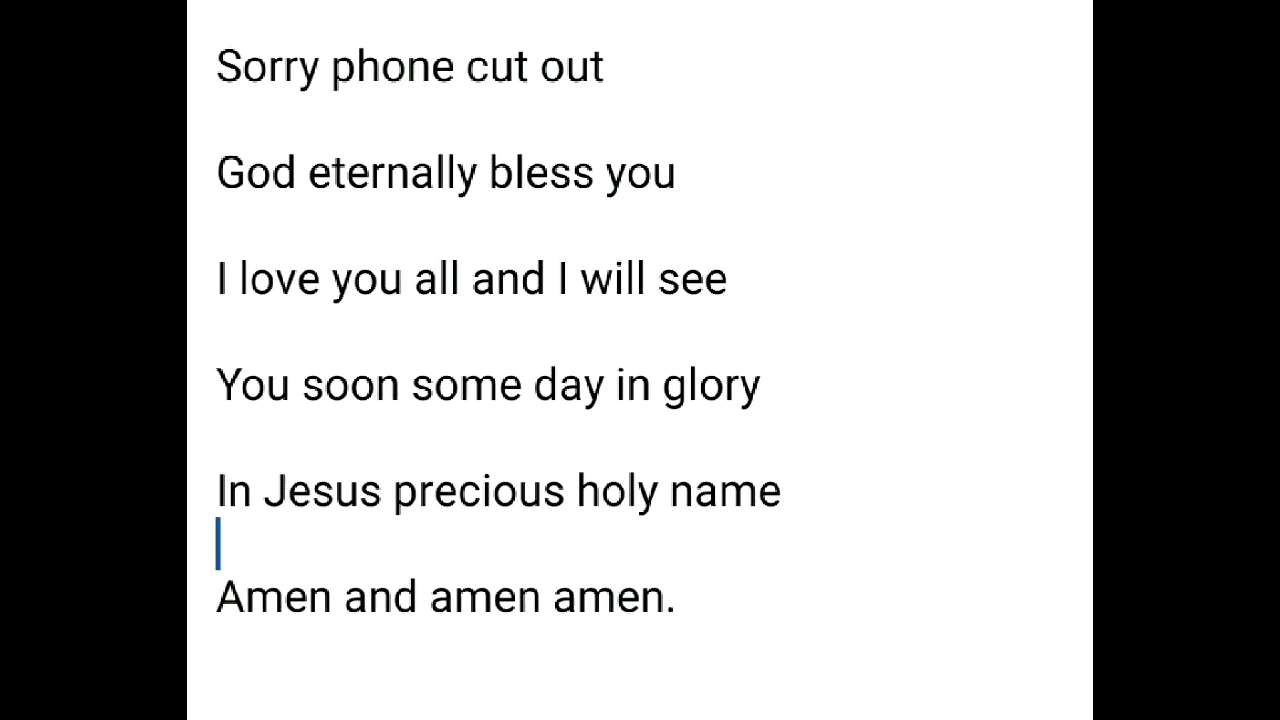 Sorry phone cut out
God eternally bless you
I love you all and I will see
You soon some day in glory
In Jesus precious holy name
Amen and amen amen.